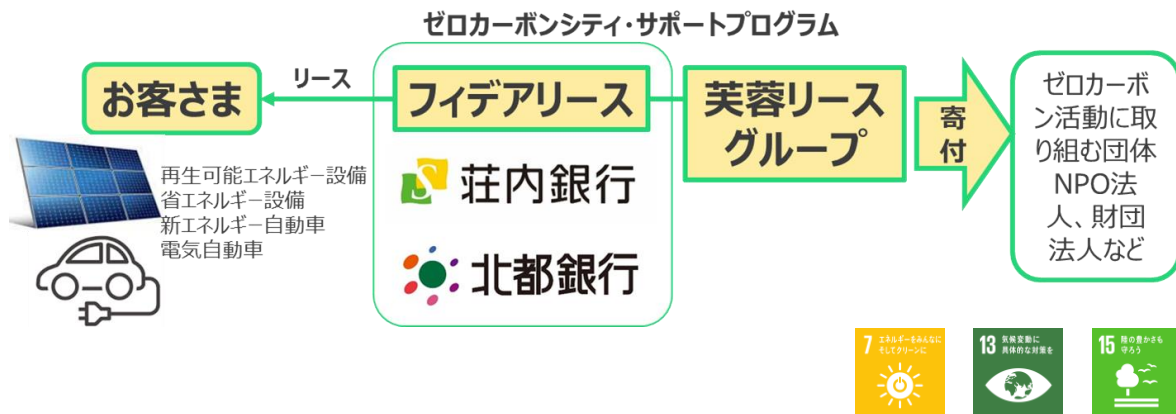 ゼロカーボンシティ・サポートプログラム
お客さま
リース
フィデアリース
芙蓉リース
グループ
寄
付
ゼロカーボ
ン活動に取
り組む団体
NPO法
人、財団
法人など
再生可能エネルギー設備
省エネルギー設備
新エネルギー自動車
電気自動車
S
荘内銀行
北都銀行
7 エネルギーをみんなに
そしてクリーンに
13 気候変動に
具体的な対策を
15 陸の豊かさも
守ろう